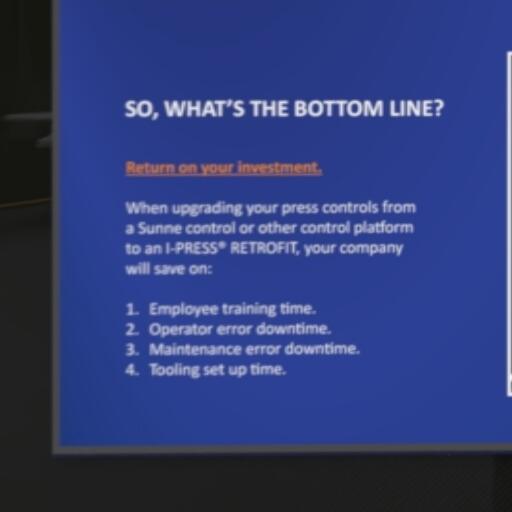 SO, WHAT'S THE BOTTOM LINE?
Return on your investment.
When upgrading your press controls from
a Sunne control or other control platform
to an I-PRESS® RETROFIT, your company
will save on:
1. Employee training time.
2. Operator error downtime.
3. Maintenance error downtime.
4. Tooling set up time.